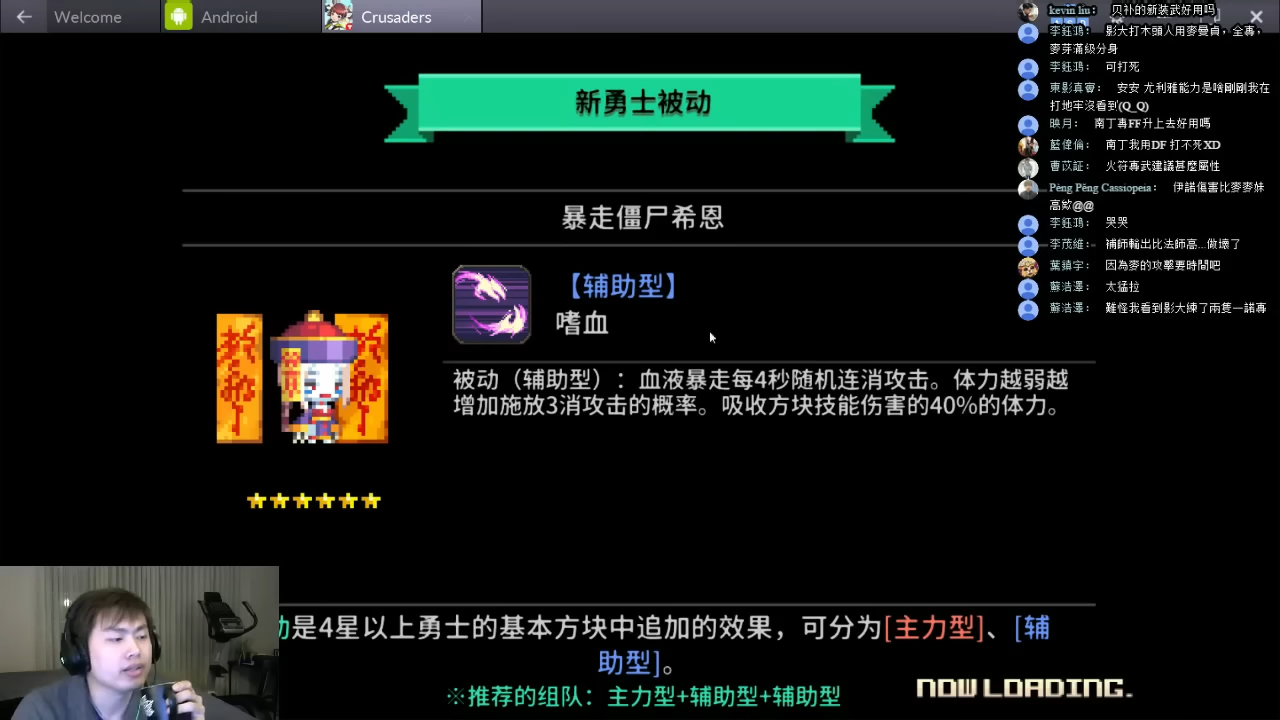 Welcome
Android
Crusaders
新勇士被动
暴走僵尸希恩
【辅助型】
嗜血
被动（辅助型）：血液暴走每4秒随机连消攻击。体力越弱越
增加施放3消攻击的概率。吸收方块技能伤害的40%的体力。
动是4星以上勇士的基本方块中追加的效果，可分为[主力型]、[辅
助型]。
※推荐的组队：主力型+辅助型+辅助型
NOW LOADING.
kevin liu： 贝补的新装武好用吗
李鈺鴻： 影大打木頭人用麥曼貞，全專，
麥芽滿級分身
李鈺鴻： 可打死
東影真睿： 安安 尤利雅能力是啥剛剛我在
打地牢沒看到(Q_Q)
映月： 南丁專FF升上去好用嗎
藍偉倫： 南丁我用DF 打不死XD
曹苡証： 火符專武建議甚麼屬性
Pèng Pèng Cassiopeia： 伊諾傷害比麥麥妹
高欸@@
李鈺鴻： 哭哭
李茂維： 補師輸出比法師高...做壞了
葉鎮宇： 因為麥的攻擊要時間吧
蘇浩澤： 太猛拉
蘇浩澤： 難怪我看到影大練了兩隻一諾專